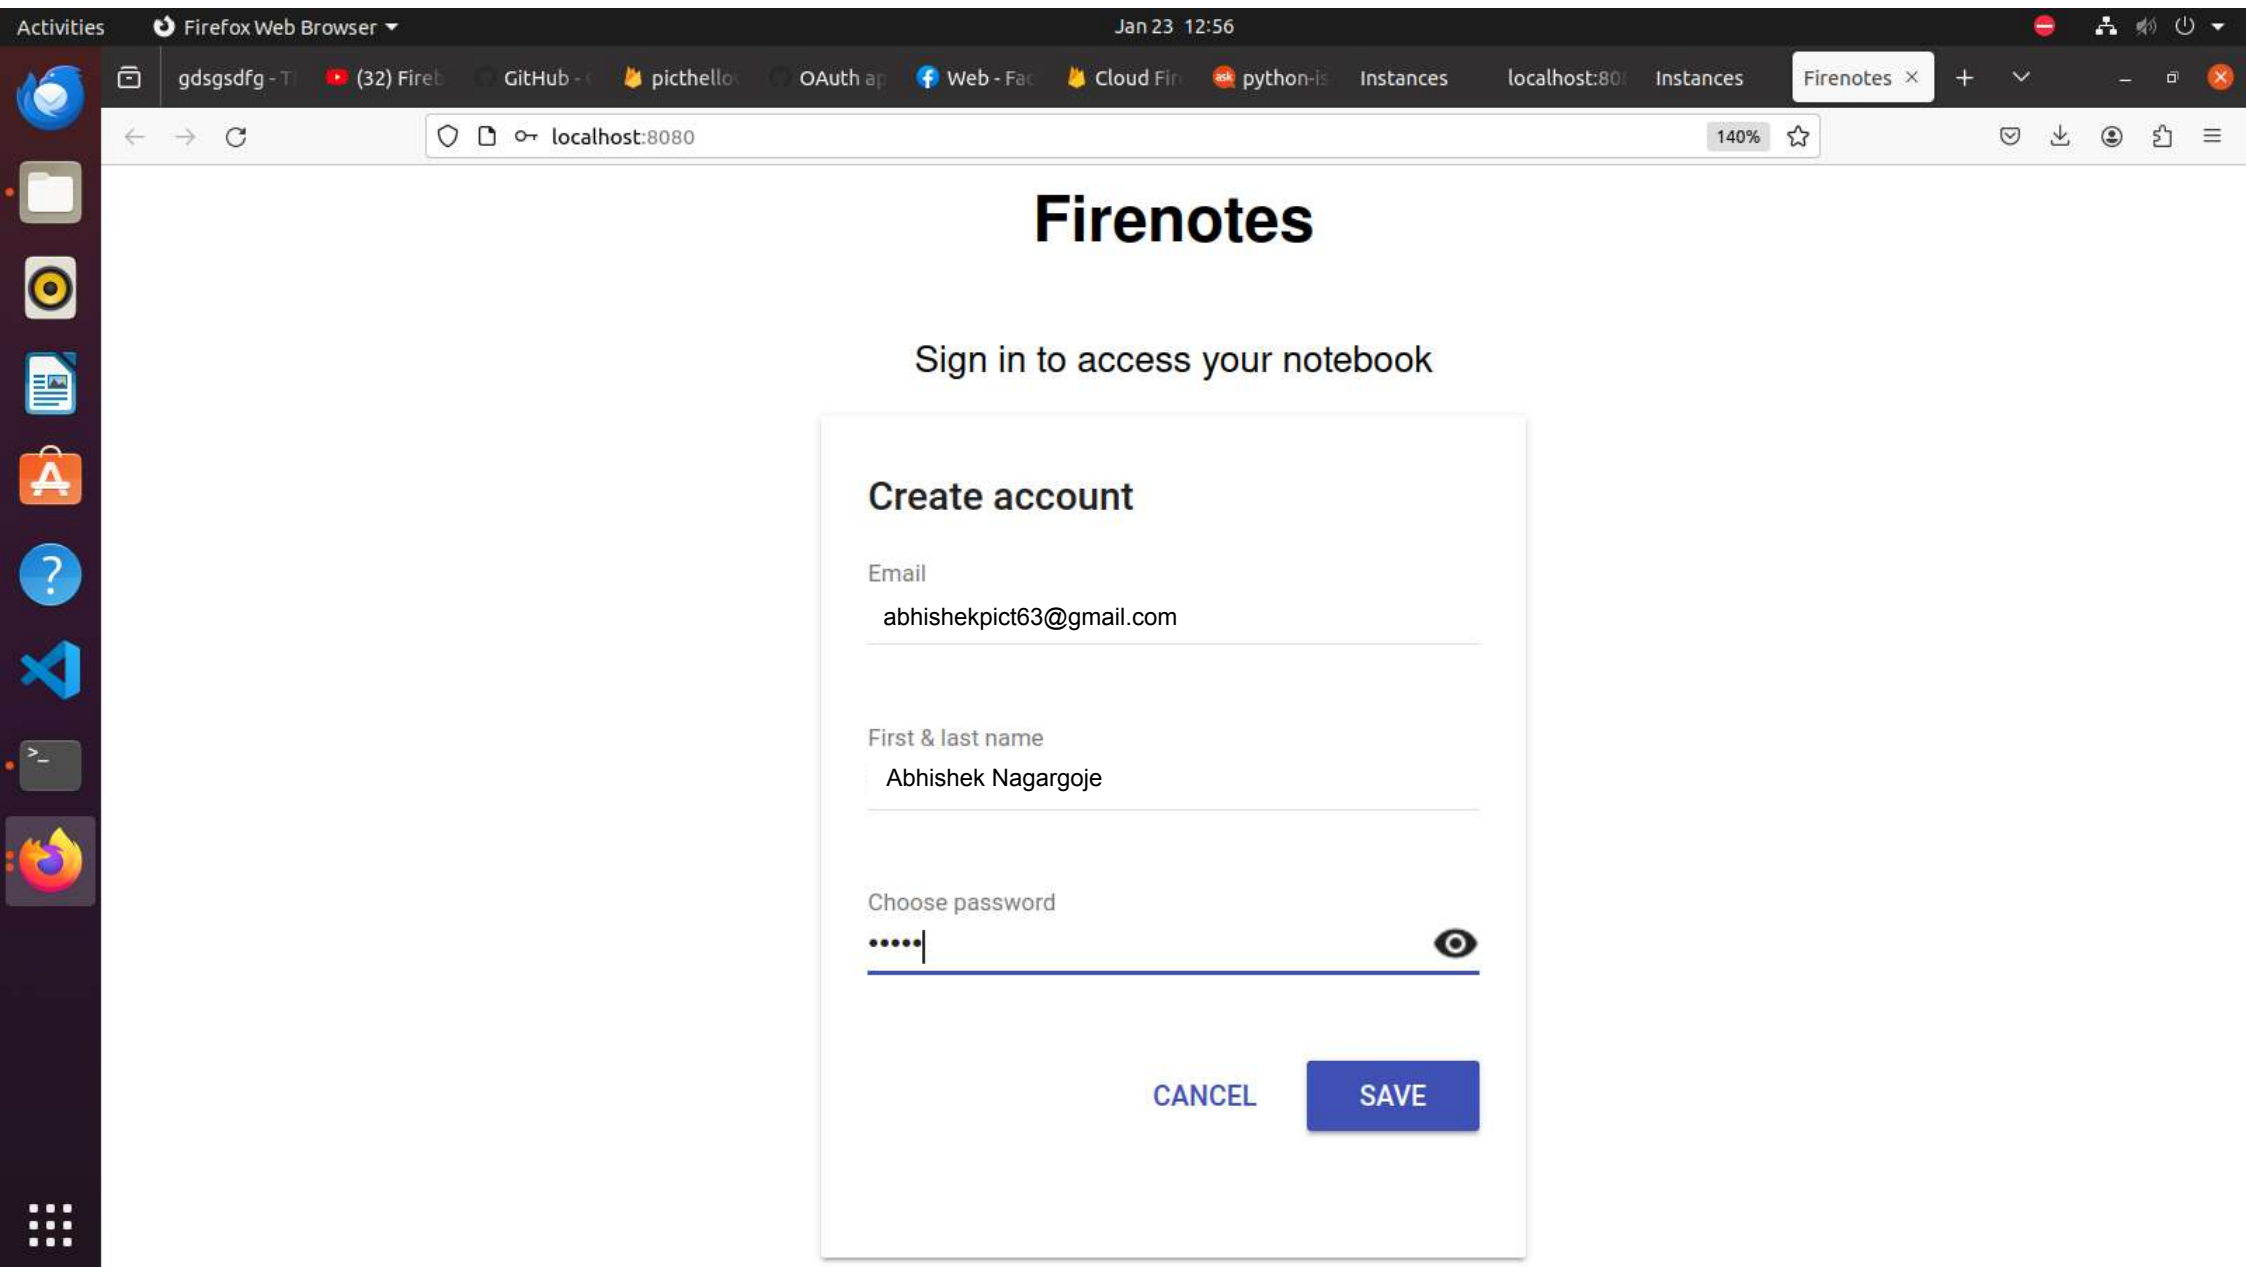 Activities Firefox Web Browser Jan 23 12:56
gdsgsdfg - T (32) Fireb GitHub - picthello OAuth ap Web - Fac Cloud Fir python-is Instances localhost:80 Instances Firenotes
localhost:8080 140%
Firenotes
Sign in to access your notebook
Create account
Email
abhishekpict63@gmail.com
First & last name
Abhishek Nagargoje
Choose password
•••••
CANCEL SAVE